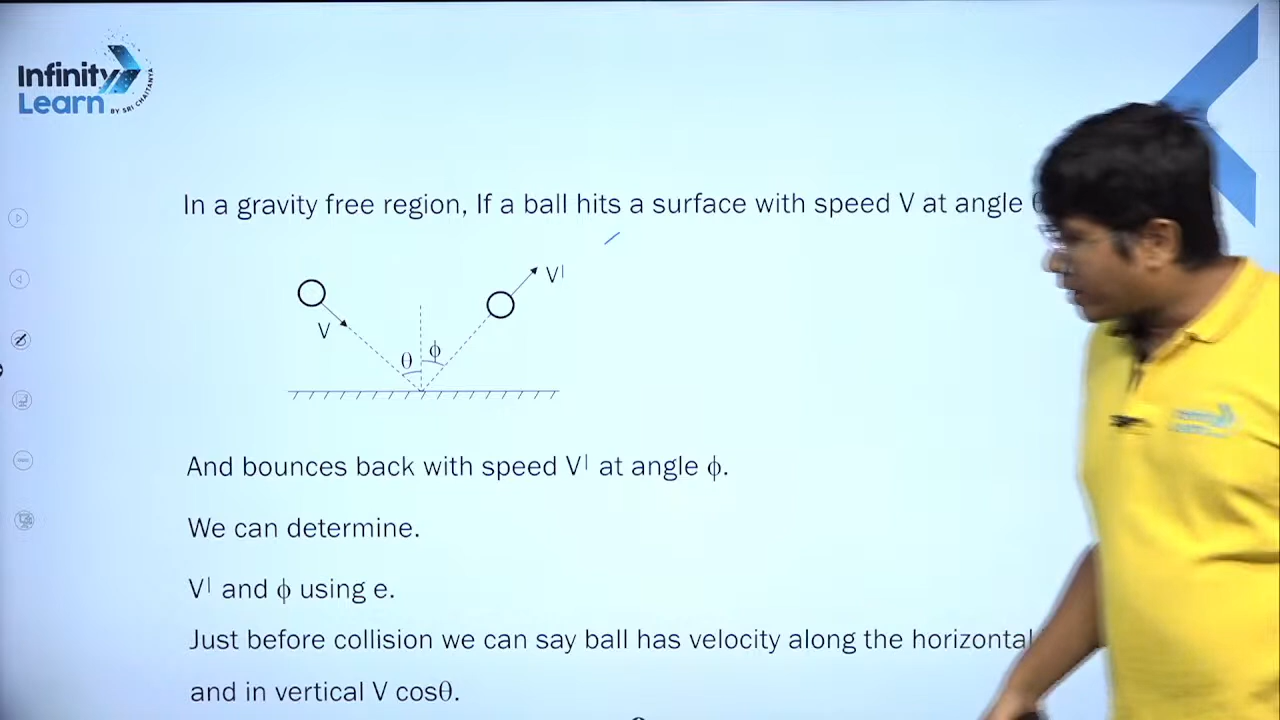 Infinity
Learn
BY SRI CHAITANYA
In a gravity free region, If a ball hits a surface with speed V at angle θ
V|
V
θ
ϕ
And bounces back with speed V| at angle ϕ.
We can determine.
V| and ϕ using e.
Just before collision we can say ball has velocity along the horizontal
and in vertical V cosθ.